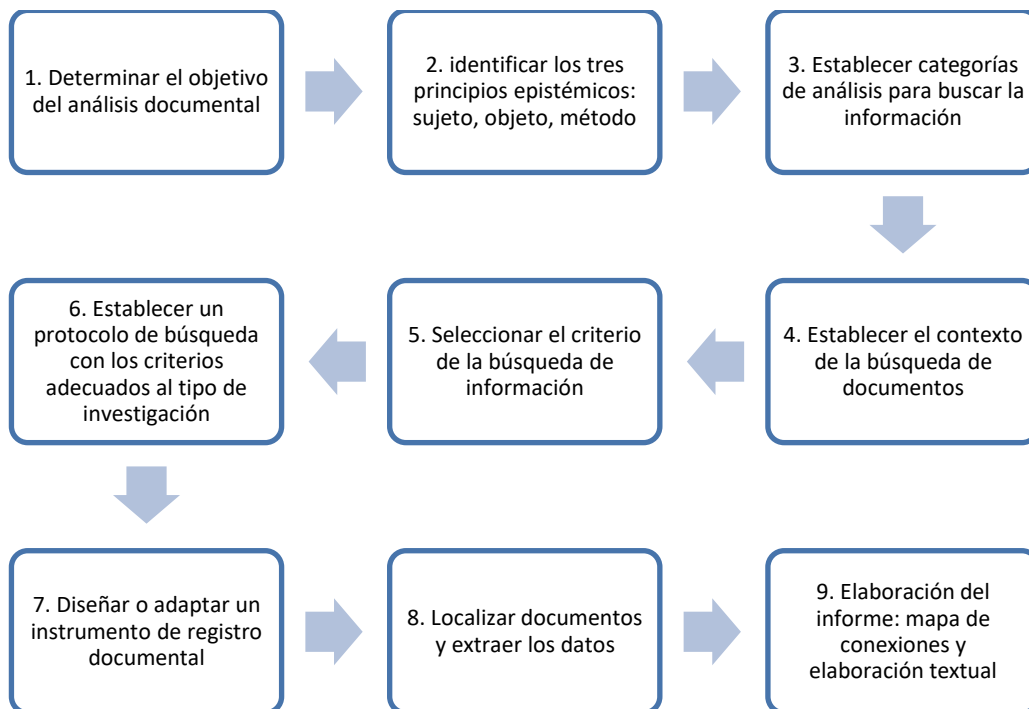 1. Determinar el objetivo
del análisis documental
2. identificar los tres
principios epistémicos:
sujeto, objeto, método
3. Establecer categorías
de análisis para buscar la
información
4. Establecer el contexto
de la búsqueda de
documentos
5. Seleccionar el criterio
de la búsqueda de
información
6. Establecer un
protocolo de búsqueda
con los criterios
adecuados al tipo de
investigación
7. Diseñar o adaptar un
instrumento de registro
documental
8. Localizar documentos
y extraer los datos
9. Elaboración del
informe: mapa de
conexiones y
elaboración textual